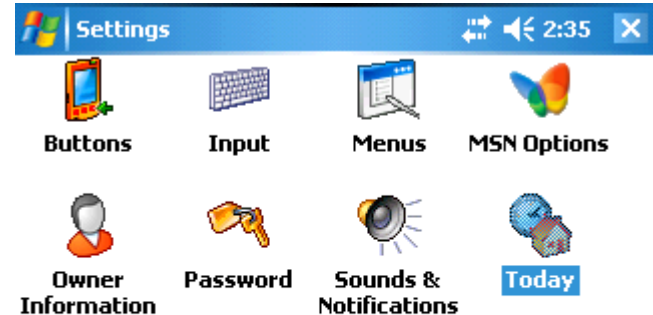 Settings 2:35
Buttons Input Menus MSN Options
Owner Information Password Sounds & Notifications Today